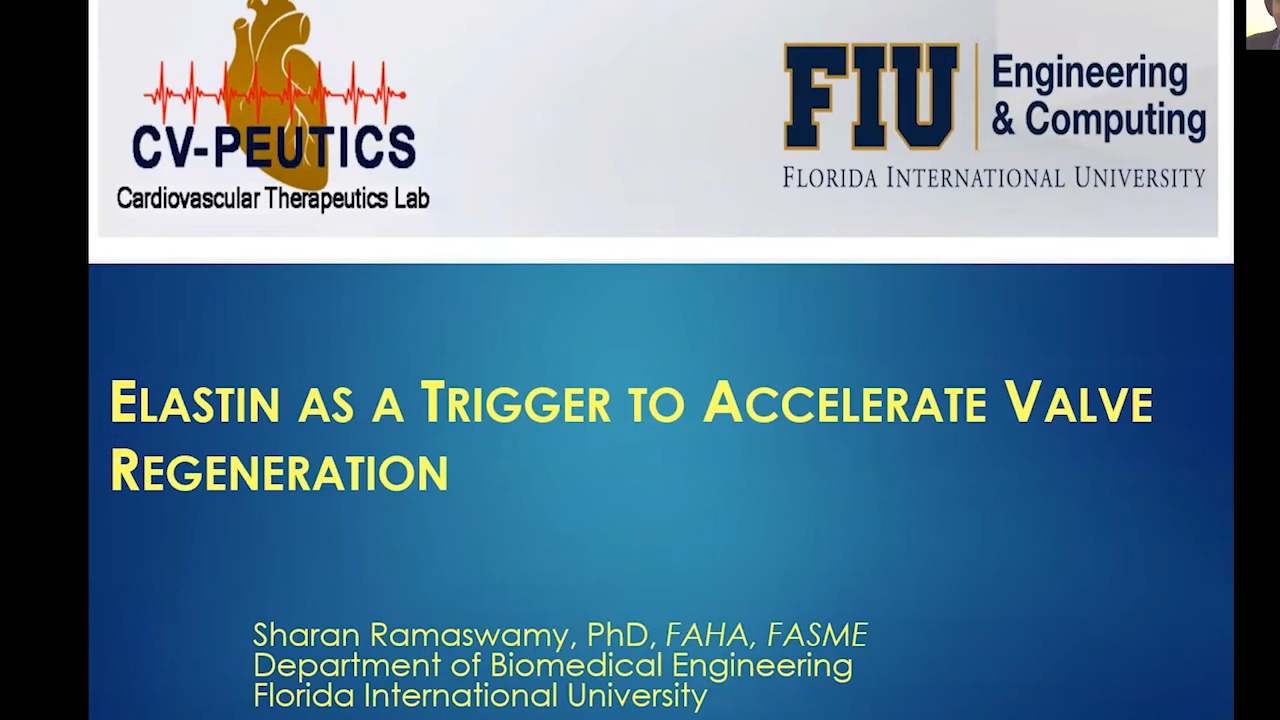 CV-PEUTICS
Cardiovascular Therapeutics Lab
FIU
Engineering
& Computing
FLORIDA INTERNATIONAL UNIVERSITY
ELASTIN AS A TRIGGER TO ACCELERATE VALVE
REGENERATION
Sharan Ramaswamy, PhD, FAHA, FASME
Department of Biomedical Engineering
Florida International University